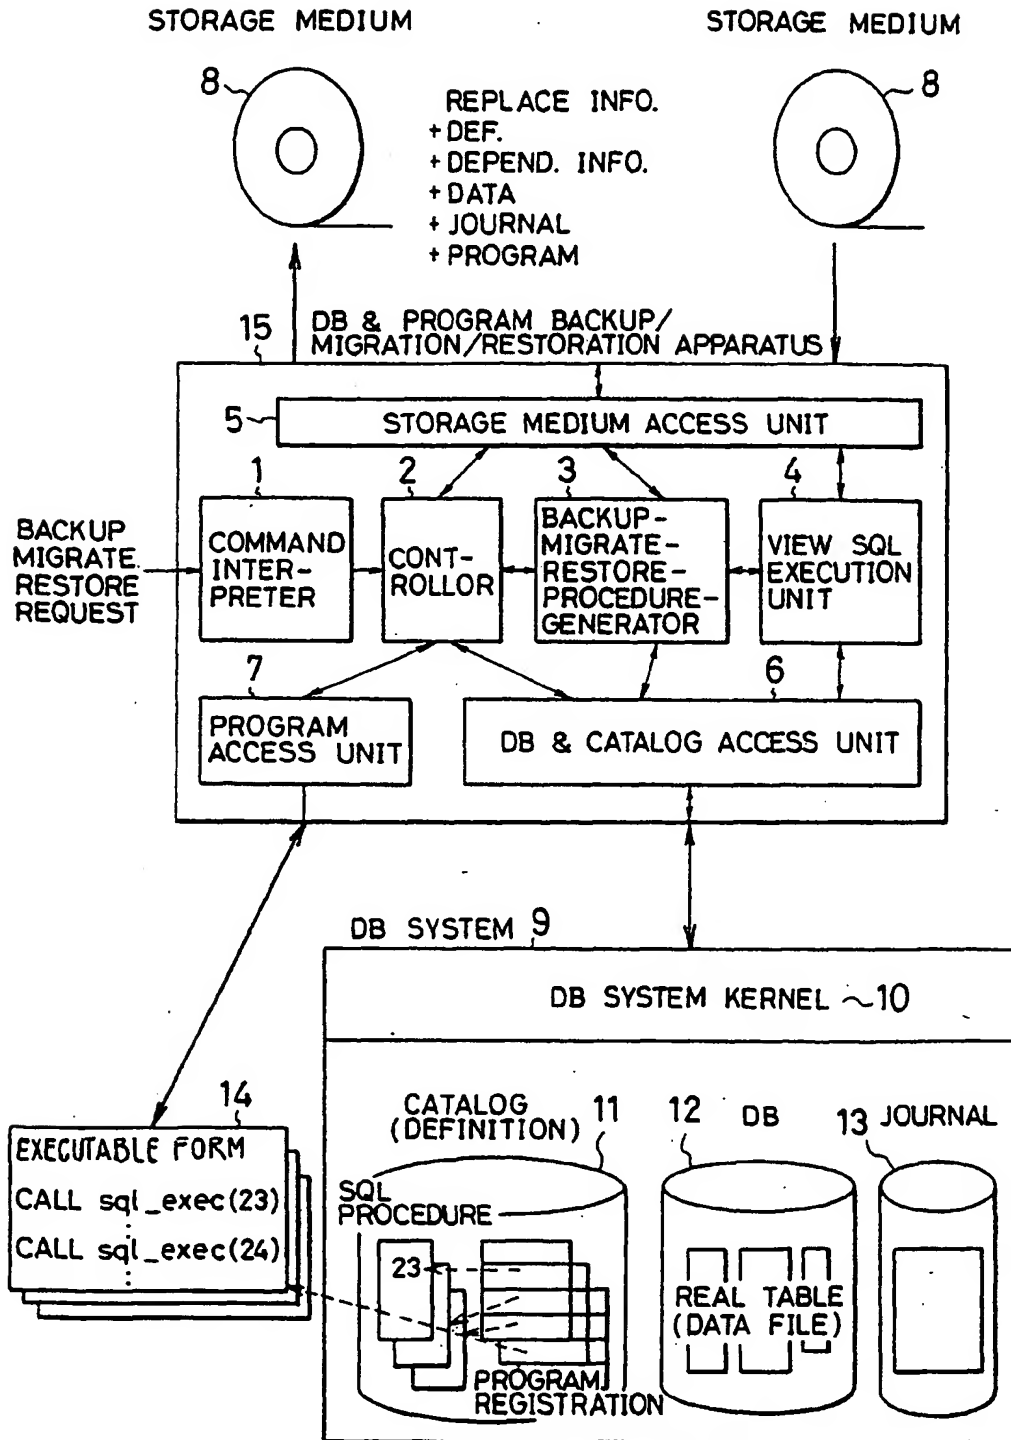 STORAGE MEDIUM
STORAGE MEDIUM
8
8
REPLACE INFO.
+ DEF.
+ DEPEND. INFO.
+ DATA
+ JOURNAL
+ PROGRAM
15
DB & PROGRAM BACKUP/
MIGRATION/RESTORATION APPARATUS
5
STORAGE MEDIUM ACCESS UNIT
1
2
3
4
BACKUP
MIGRATE.
RESTORE
REQUEST
COMMAND
INTER-
PRETER
CONT-
ROLLOR
BACKUP-
MIGRATE-
RESTORE-
PROCEDURE-
GENERATOR
VIEW SQL
EXECUTION
UNIT
7
6
PROGRAM
ACCESS UNIT
DB & CATALOG ACCESS UNIT
DB SYSTEM 9
DB SYSTEM KERNEL ~10
14
EXECUTABLE FORM
CALL sql_exec(23)
:
CALL sql_exec(24)
:
CATALOG
(DEFINITION)
11
SQL
PROCEDURE
23
PROGRAM
REGISTRATION
12
DB
REAL TABLE
(DATA FILE)
13
JOURNAL